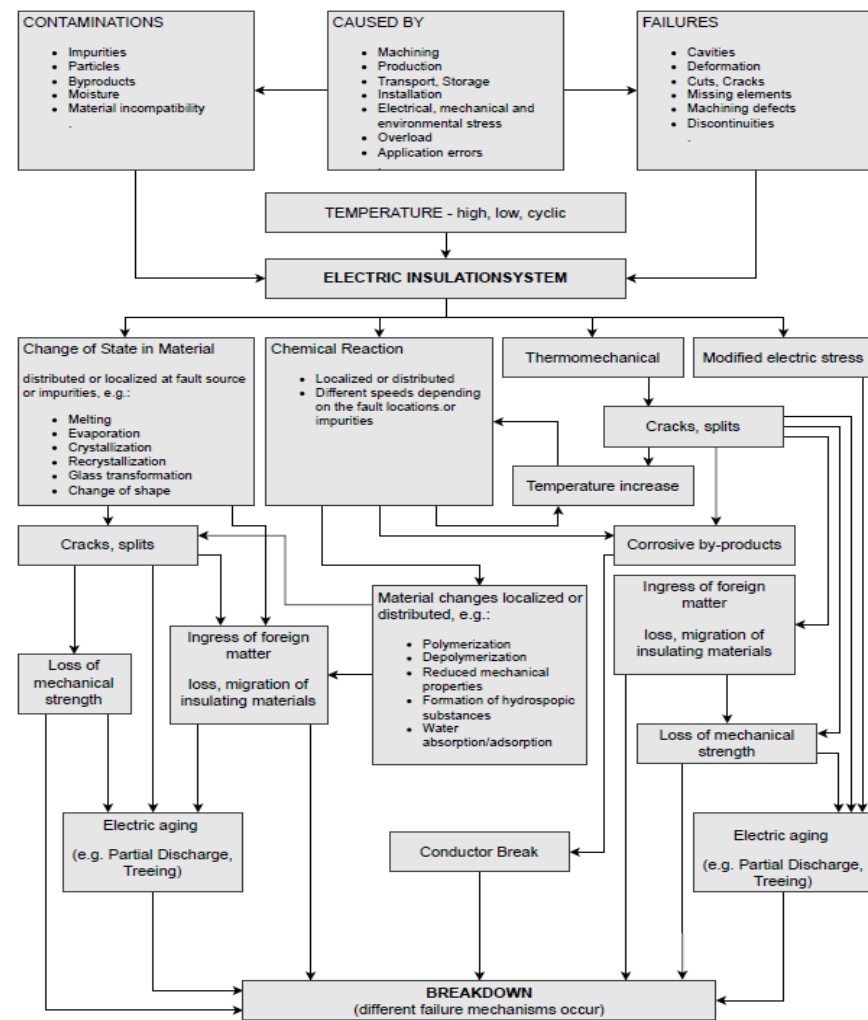 CONTAMINATIONS
• Impurities
• Particles
• Byproducts
• Moisture
• Material incompatibility
.
CAUSED BY
• Machining
• Production
• Transport, Storage
• Installation
• Electrical, mechanical and
environmental stress
• Overload
• Application errors
.
FAILURES
• Cavities
• Deformation
• Cuts, Cracks
• Missing elements
• Machining defects
• Discontinuities
.
TEMPERATURE - high, low, cyclic
ELECTRIC INSULATIONSYSTEM
Change of State in Material
distributed or localized at fault source
or impurities, e.g.:
• Melting
• Evaporation
• Crystallization
• Recrystallization
• Glass transformation
• Change of shape
Chemical Reaction
• Localized or distributed
• Different speeds depending
on the fault locations.or
impurities
Thermomechanical
Modified electric stress
Cracks, splits
Temperature increase
Cracks, splits
Corrosive by-products
Material changes localized or
distributed, e.g.:
• Polymerization
• Depolymerization
• Reduced mechanical
properties
• Formation of hydrospopic
substances
• Water
absorption/adsorption
Ingress of foreign
matter
loss, migration of
insulating materials
Ingress of foreign
matter
loss, migration of
insulating materials
Loss of
mechanical
strength
Loss of mechanical
strength
Electric aging
(e.g. Partial Discharge,
Treeing)
Conductor Break
Electric aging
(e.g. Partial Discharge,
Treeing)
BREAKDOWN
(different failure mechanisms occur)